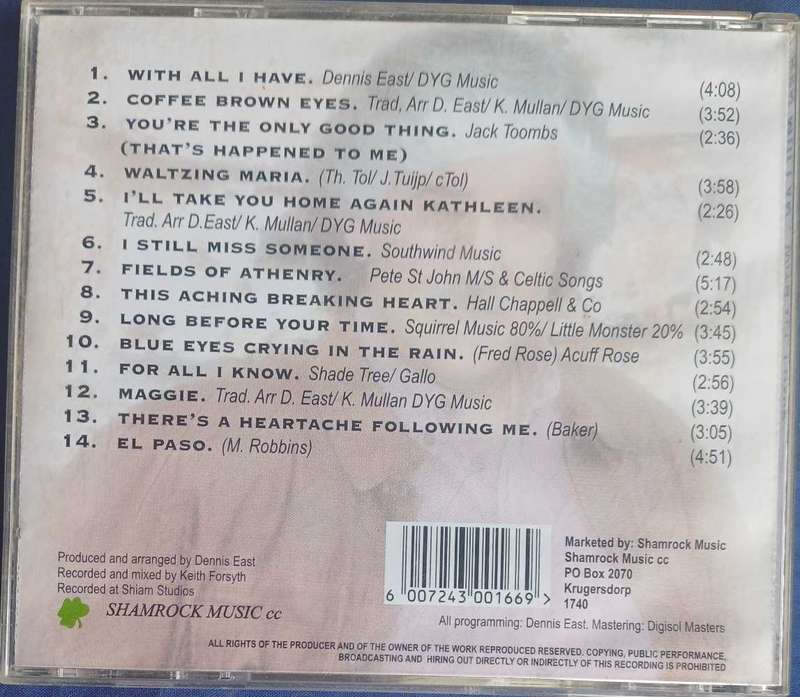 1. WITH ALL I HAVE. Dennis East/ DYG Music (4:08)
2. COFFEE BROWN EYES. Trad, Arr D. East/ K. Mullan/ DYG Music (3:52)
3. YOU'RE THE ONLY GOOD THING. Jack Toombs (2:36)
(THAT'S HAPPENED TO ME)
4. WALTZING MARIA. (Th. Tol/ J.Tuijp/ cTol) (3:58)
5. I'LL TAKE YOU HOME AGAIN KATHLEEN. (2:26)
Trad. Arr D.East/ K. Mullan/ DYG Music
6. I STILL MISS SOMEONE. Southwind Music (2:48)
7. FIELDS OF ATHENRY. Pete St John M/S & Celtic Songs (5:17)
8. THIS ACHING BREAKING HEART. Hall Chappell & Co (2:54)
9. LONG BEFORE YOUR TIME. Squirrel Music 80%/ Little Monster 20% (3:45)
10. BLUE EYES CRYING IN THE RAIN. (Fred Rose) Acuff Rose (3:55)
11. FOR ALL I KNOW. Shade Tree/ Gallo (2:56)
12. MAGGIE. Trad. Arr D. East/ K. Mullan DYG Music (3:39)
13. THERE'S A HEARTACHE FOLLOWING ME. (Baker) (3:05)
14. EL PASO. (M. Robbins) (4:51)
Produced and arranged by Dennis East
Recorded and mixed by Keith Forsyth
Recorded at Shiam Studios
SHAMROCK MUSIC cc
6 007243 001669 >
Marketed by: Shamrock Music
Shamrock Music cc
PO Box 2070
Krugersdorp
1740
All programming: Dennis East. Mastering: Digisol Masters
ALL RIGHTS OF THE PRODUCER AND OF THE OWNER OF THE WORK REPRODUCED RESERVED. COPYING, PUBLIC PERFORMANCE,
BROADCASTING AND HIRING OUT DIRECTLY OR INDIRECTLY OF THIS RECORDING IS PROHIBITED